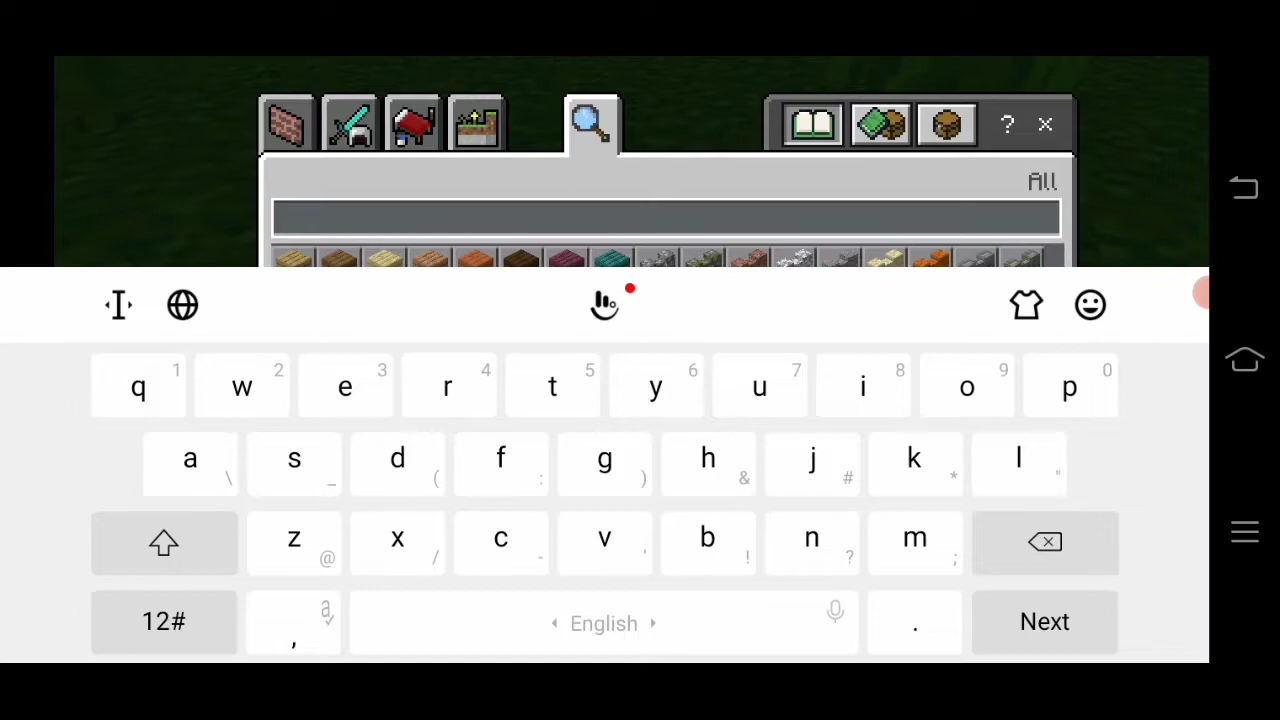 ? ×
All
q 1 w 2 e 3 r 4 t 5 y 6 u 7 i 8 o 9 p 0
a \ s _ d ( f : g ) h & j # k * l "
z @ x / c - v ' b ! n ? m ;
12# , a English . Next